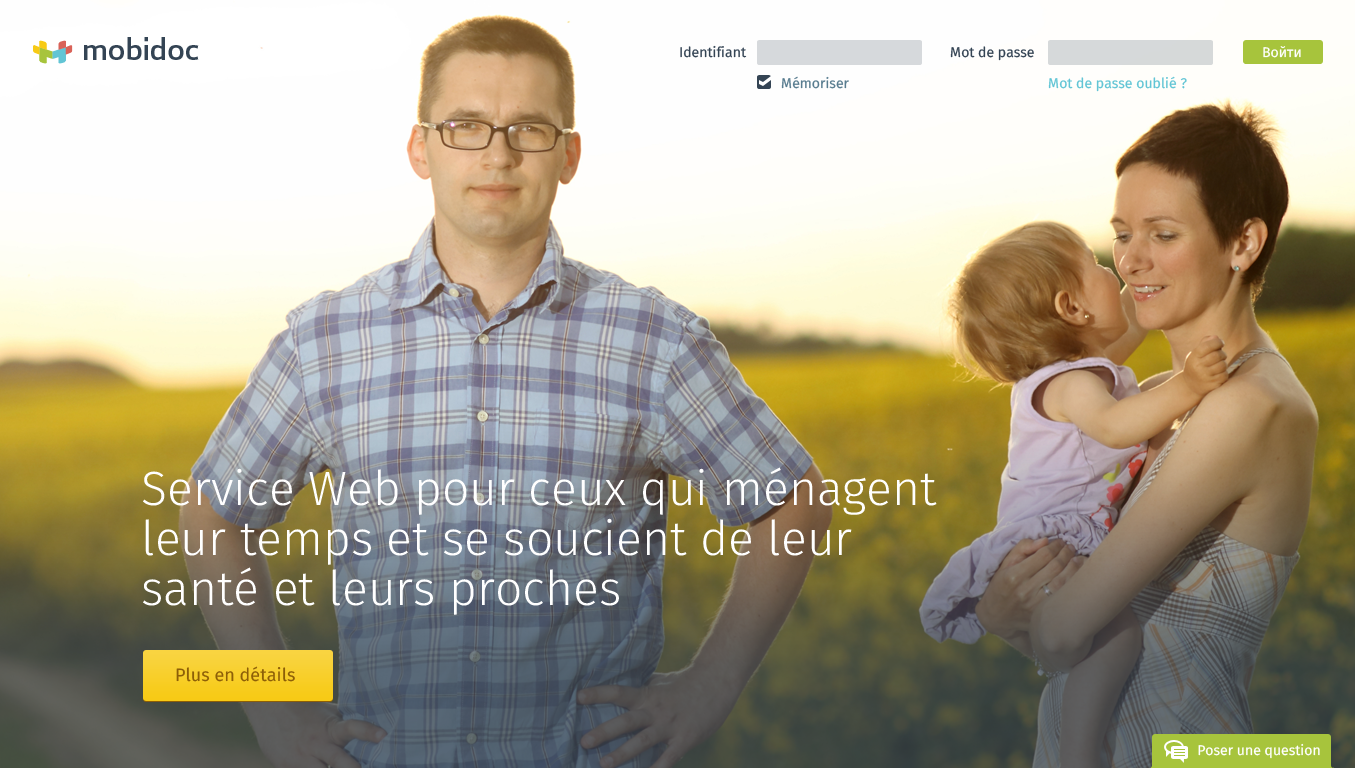 mobidoc
Identifiant
Mot de passe
Войти
Mémoriser
Mot de passe oublié ?
Service Web pour ceux qui ménagent
leur temps et se soucient de leur
santé et leurs proches
Plus en détails
Poser une question